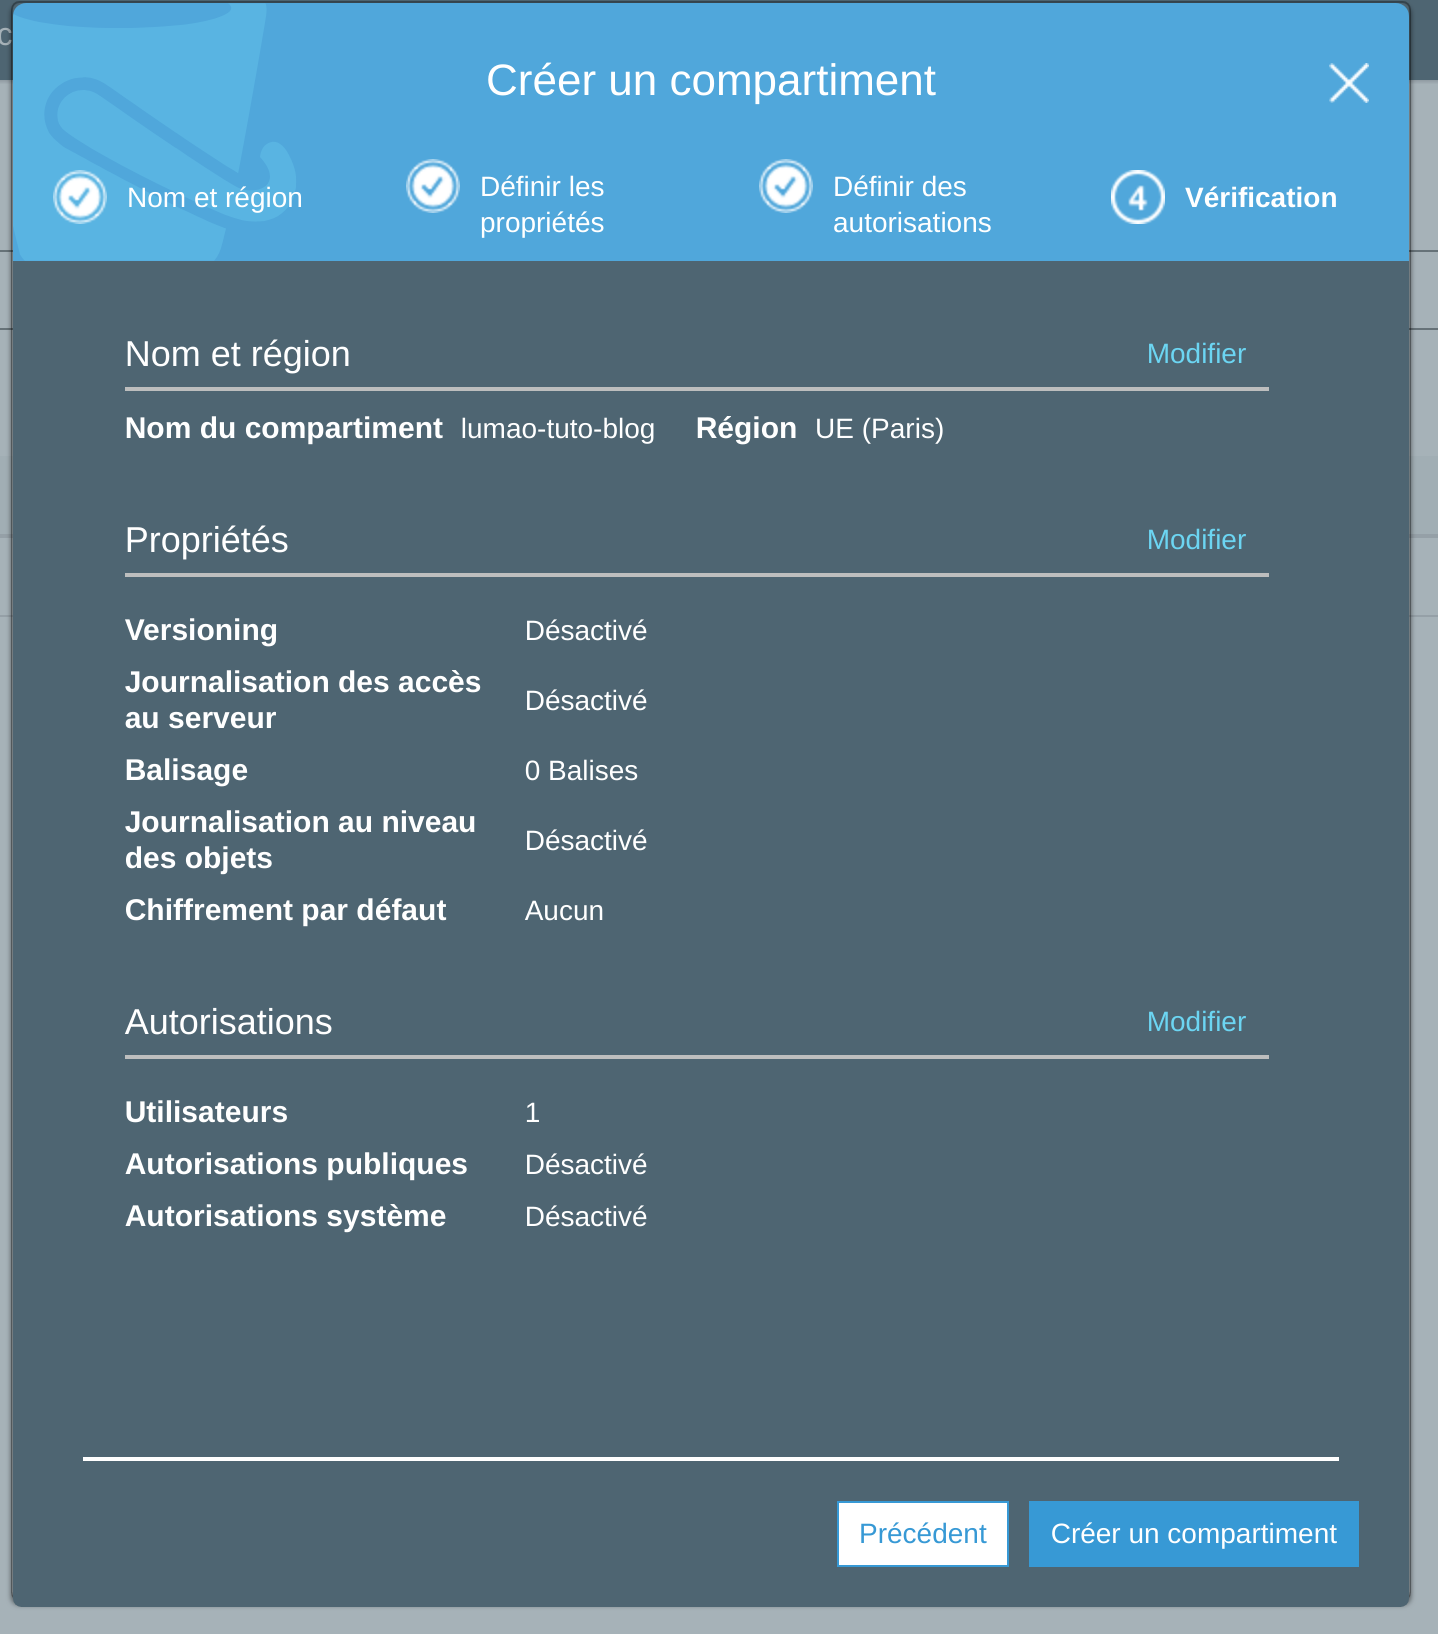 Créer un compartiment
Nom et région
Définir les
propriétés
Définir des
autorisations
4 Vérification
Nom et région Modifier
Nom du compartiment lumao-tuto-blog Région UE (Paris)
Propriétés Modifier
Versioning Désactivé
Journalisation des accès
au serveur Désactivé
Balisage 0 Balises
Journalisation au niveau
des objets Désactivé
Chiffrement par défaut Aucun
Autorisations Modifier
Utilisateurs 1
Autorisations publiques Désactivé
Autorisations système Désactivé
Précédent Créer un compartiment